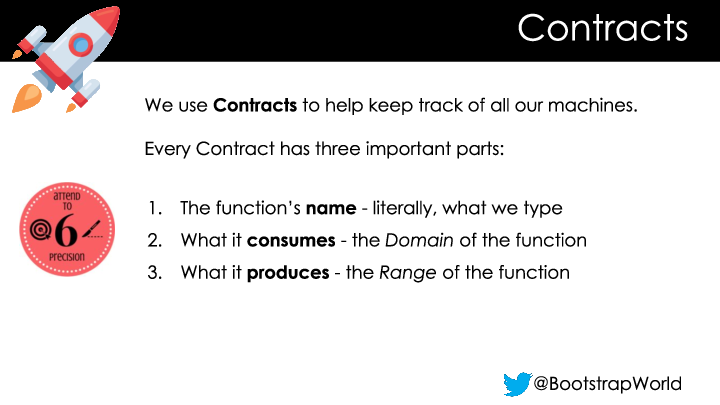 Contracts
We use Contracts to help keep track of all our machines.
Every Contract has three important parts:
1. The function's name - literally, what we type
2. What it consumes - the Domain of the function
3. What it produces - the Range of the function
attend
to
6
precision
@BootstrapWorld